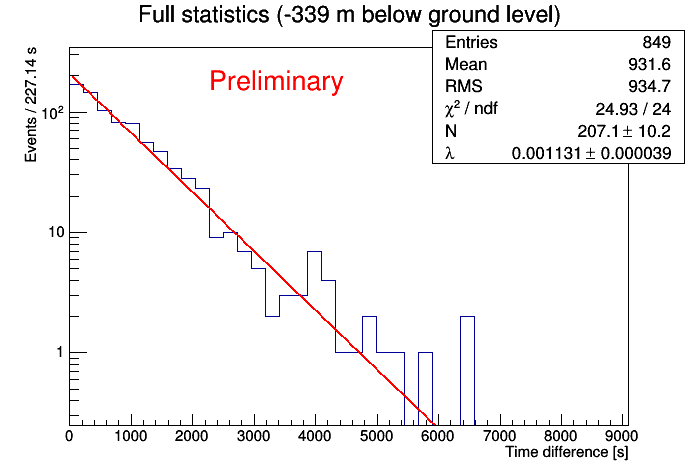 Full statistics (-339 m below ground level)
Entries 849
Mean 931.6
RMS 934.7
χ² / ndf 24.93 / 24
N 207.1 ± 10.2
λ 0.001131 ± 0.000039
Preliminary
Events / 227.14 s
10²
10
1
0 1000 2000 3000 4000 5000 6000 7000 8000 9000
Time difference [s]